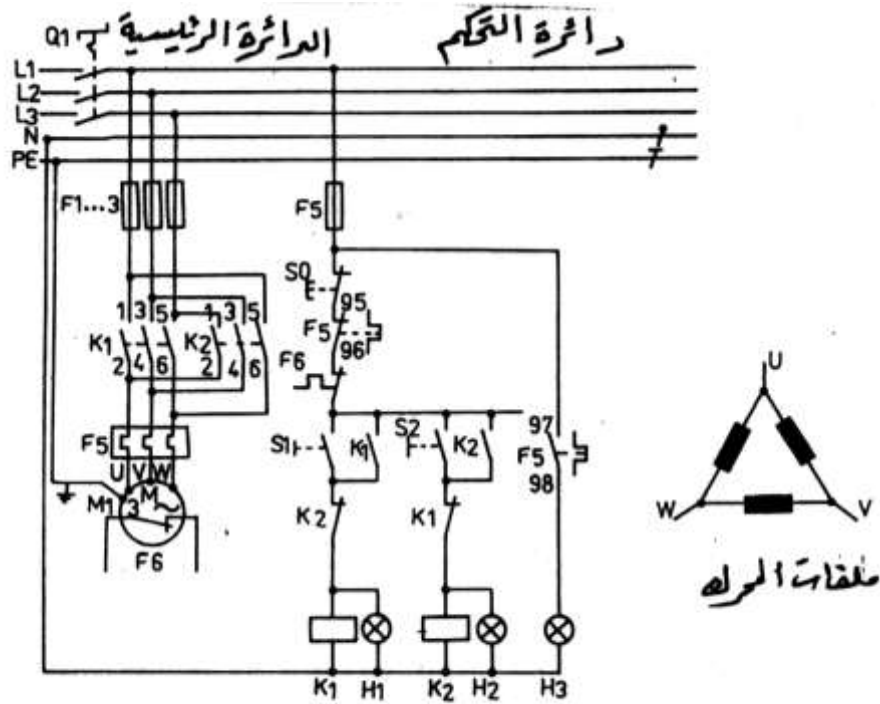 الدائرة الرئيسية
دائرة التحكم
Q1
L1
L2
L3
N
PE
F1...3
F5
S0
95
F5
96
F6
1 3 5
1 3 5
K1
K2
2 4 6
2 4 6
F5
U V W
M1
M
3
F6
S1
K1
S2
K2
97
F5
98
K2
K1
K1 H1 K2 H2 H3
U
W
V
ملفات المحرك